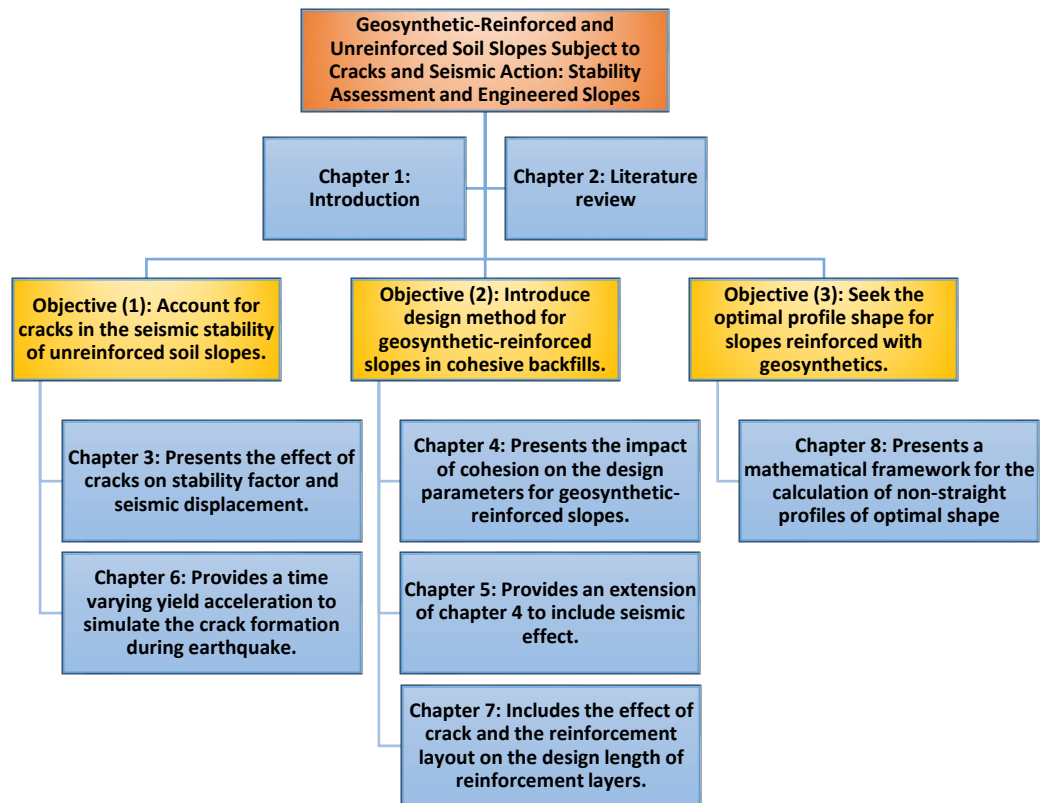 Geosynthetic-Reinforced and
Unreinforced Soil Slopes Subject to
Cracks and Seismic Action: Stability
Assessment and Engineered Slopes
Chapter 1:
Introduction
Chapter 2: Literature
review
Objective (1): Account for
cracks in the seismic stability
of unreinforced soil slopes.
Chapter 3: Presents the effect of
cracks on stability factor and
seismic displacement.
Chapter 6: Provides a time
varying yield acceleration to
simulate the crack formation
during earthquake.
Objective (2): Introduce
design method for
geosynthetic-reinforced
slopes in cohesive backfills.
Chapter 4: Presents the impact
of cohesion on the design
parameters for geosynthetic-
reinforced slopes.
Chapter 5: Provides an extension
of chapter 4 to include seismic
effect.
Chapter 7: Includes the effect of
crack and the reinforcement
layout on the design length of
reinforcement layers.
Objective (3): Seek the
optimal profile shape for
slopes reinforced with
geosynthetics.
Chapter 8: Presents a
mathematical framework for the
calculation of non-straight
profiles of optimal shape